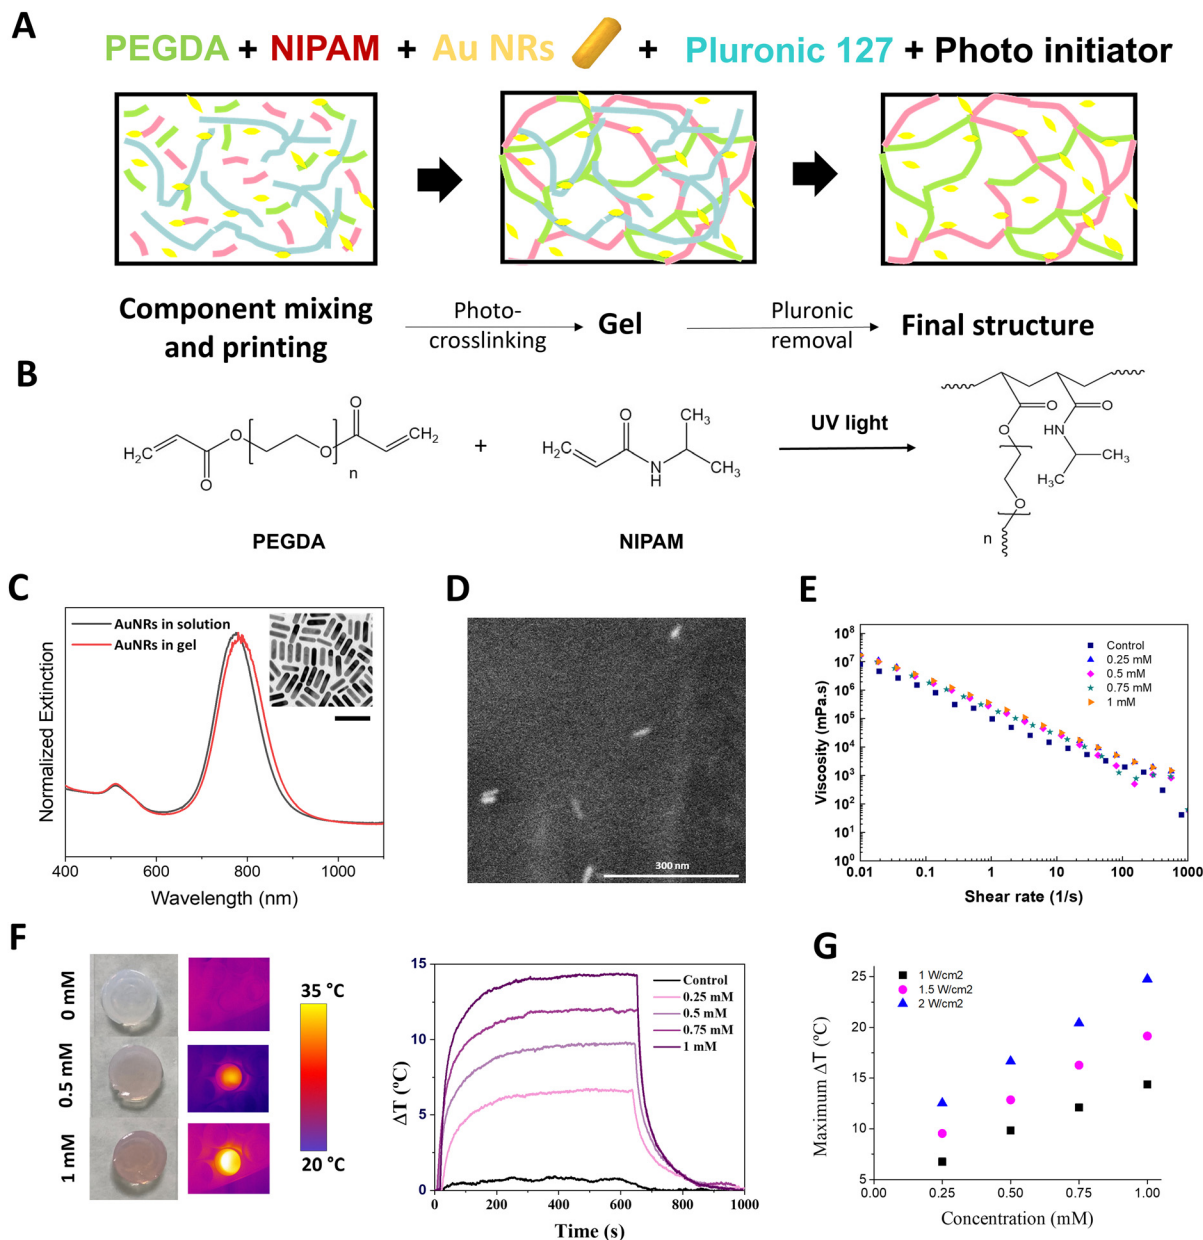 A
PEGDA + NIPAM + Au NRs + Pluronic 127 + Photo initiator
Component mixing
and printing
Photo-
crosslinking
Gel
Pluronic
removal
Final structure
B
H2C
O
O
O
n
O
CH2
PEGDA
+
H2C
O
N
H
CH3
CH3
NIPAM
UV light
O
O
HN
O
CH3
H3C
O
n
C
AuNRs in solution
AuNRs in gel
Normalized Extinction
400
600
800
1000
Wavelength (nm)
D
300 nm
E
Viscosity (mPa.s)
10^8
10^7
10^6
10^5
10^4
10^3
10^2
10^1
10^0
Control
0.25 mM
0.5 mM
0.75 mM
1 mM
0.01
0.1
1
10
100
1000
Shear rate (1/s)
F
0 mM
0.5 mM
1 mM
35 °C
20 °C
ΔT (ºC)
15
10
5
0
Control
0.25 mM
0.5 mM
0.75 mM
1 mM
0
200
400
600
800
1000
Time (s)
G
Maximum ΔT (ºC)
25
20
15
10
5
1 W/cm2
1.5 W/cm2
2 W/cm2
0.00
0.25
0.50
0.75
1.00
Concentration (mM)